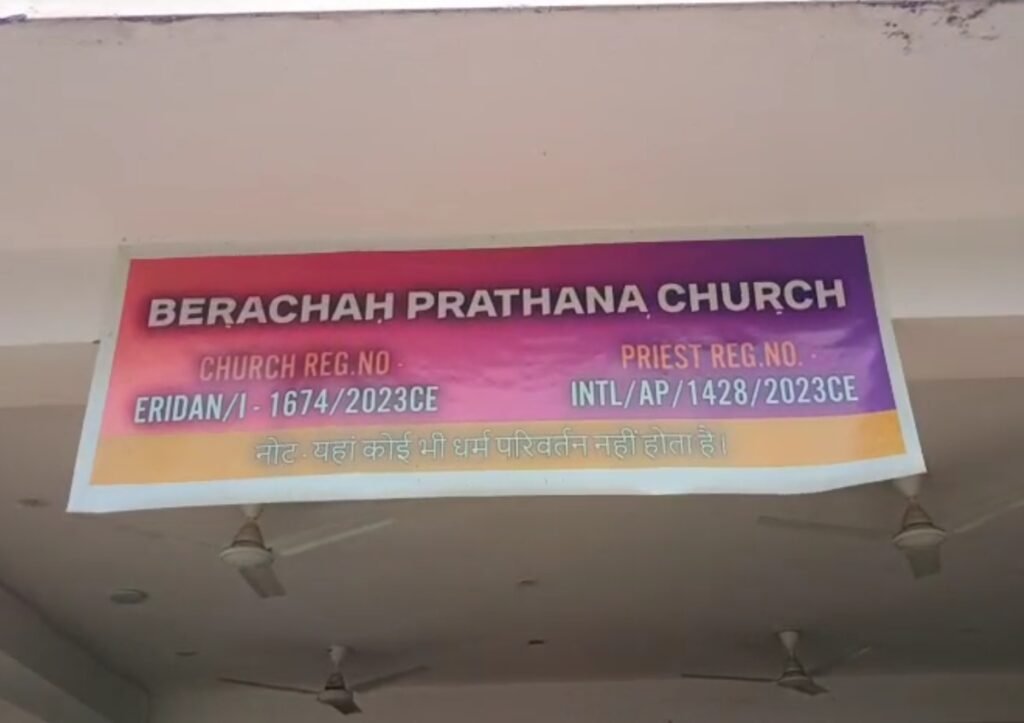 BERACHAH PRATHANA CHURCH
CHURCH REG.NO - PRIEST REG.NO. -
ERIDAN/I - 1674/2023CE INTL/AP/1428/2023CE
नोट - यहां कोई भी धर्म परिवर्तन नहीं होता है।